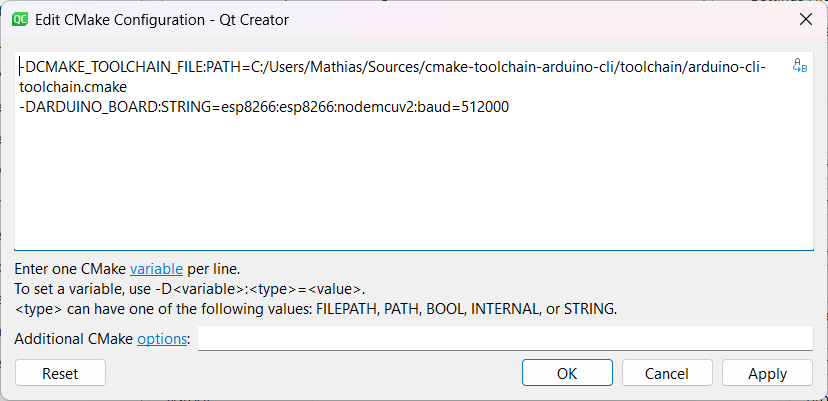 Edit CMake Configuration - Qt Creator
-DCMAKE_TOOLCHAIN_FILE:PATH=C:/Users/Mathias/Sources/cmake-toolchain-arduino-cli/toolchain/arduino-cli-
toolchain.cmake
-DARDUINO_BOARD:STRING=esp8266:esp8266:nodemcuv2:baud=512000
Enter one CMake variable per line.
To set a variable, use -D<variable>:<type>=<value>.
<type> can have one of the following values: FILEPATH, PATH, BOOL, INTERNAL, or STRING.
Additional CMake options:
Reset OK Cancel Apply